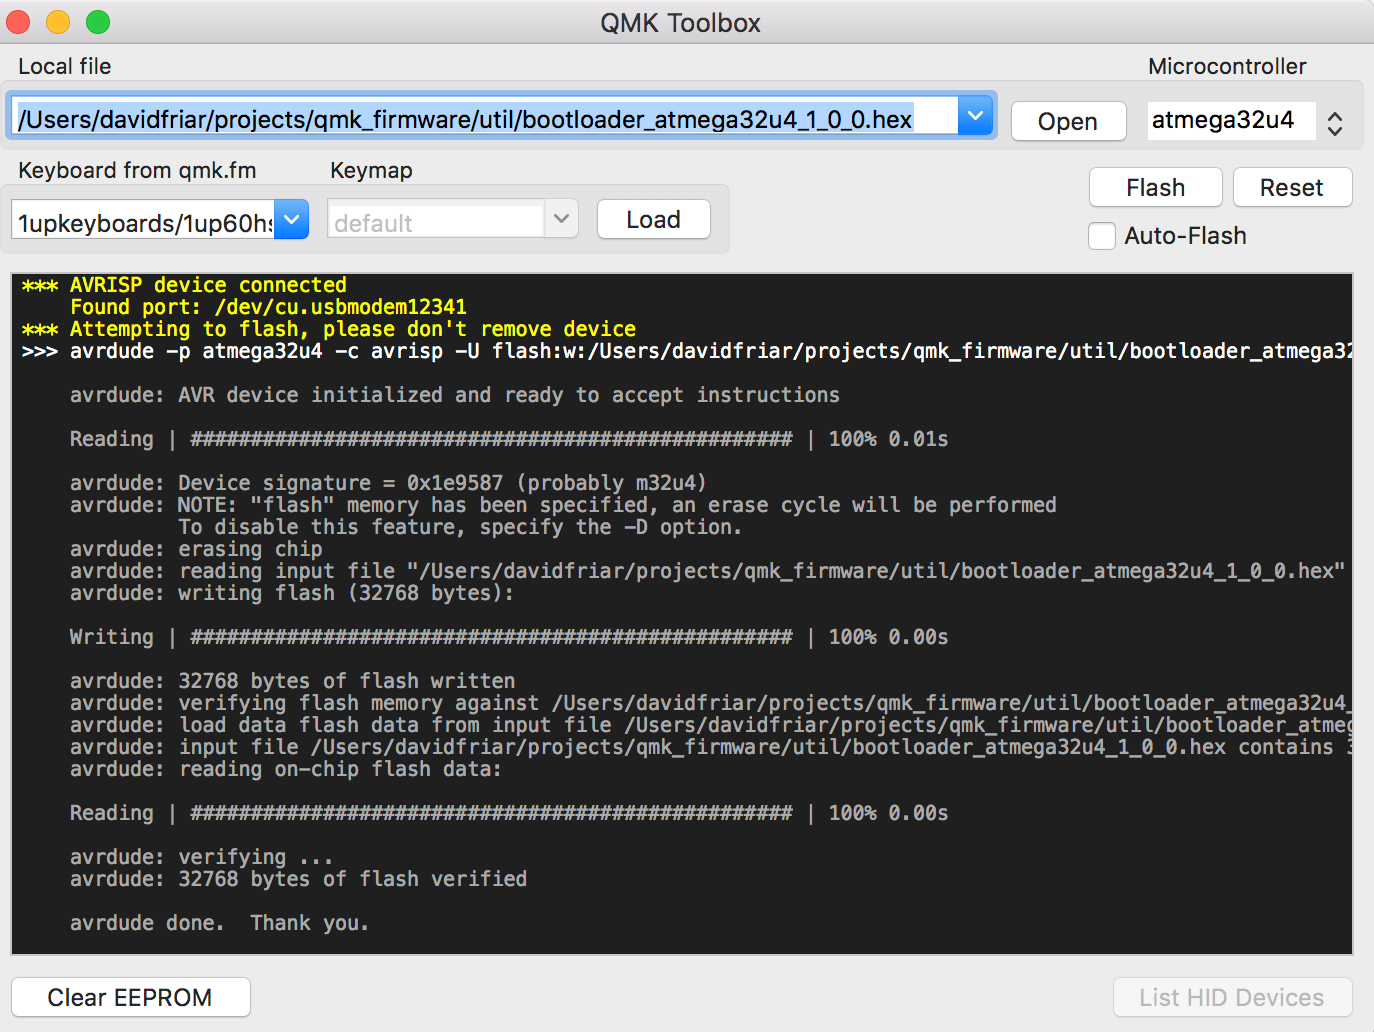 QMK Toolbox
Local file
Microcontroller
/Users/davidfriar/projects/qmk_firmware/util/bootloader_atmega32u4_1_0_0.hex
Open
atmega32u4
Keyboard from qmk.fm
Keymap
Flash
Reset
1upkeyboards/1up60hs
default
Load
Auto-Flash
*** AVRISP device connected
Found port: /dev/cu.usbmodem12341
*** Attempting to flash, please don't remove device
>>> avrdude -p atmega32u4 -c avrisp -U flash:w:/Users/davidfriar/projects/qmk_firmware/util/bootloader_atmega32
avrdude: AVR device initialized and ready to accept instructions
Reading | ################################################## | 100% 0.01s
avrdude: Device signature = 0x1e9587 (probably m32u4)
avrdude: NOTE: "flash" memory has been specified, an erase cycle will be performed
To disable this feature, specify the -D option.
avrdude: erasing chip
avrdude: reading input file "/Users/davidfriar/projects/qmk_firmware/util/bootloader_atmega32u4_1_0_0.hex"
avrdude: writing flash (32768 bytes):
Writing | ################################################## | 100% 0.00s
avrdude: 32768 bytes of flash written
avrdude: verifying flash memory against /Users/davidfriar/projects/qmk_firmware/util/bootloader_atmega32u4_
avrdude: load data flash data from input file /Users/davidfriar/projects/qmk_firmware/util/bootloader_atmeg
avrdude: input file /Users/davidfriar/projects/qmk_firmware/util/bootloader_atmega32u4_1_0_0.hex contains 3
avrdude: reading on-chip flash data:
Reading | ################################################## | 100% 0.00s
avrdude: verifying ...
avrdude: 32768 bytes of flash verified
avrdude done.  Thank you.
Clear EEPROM
List HID Devices